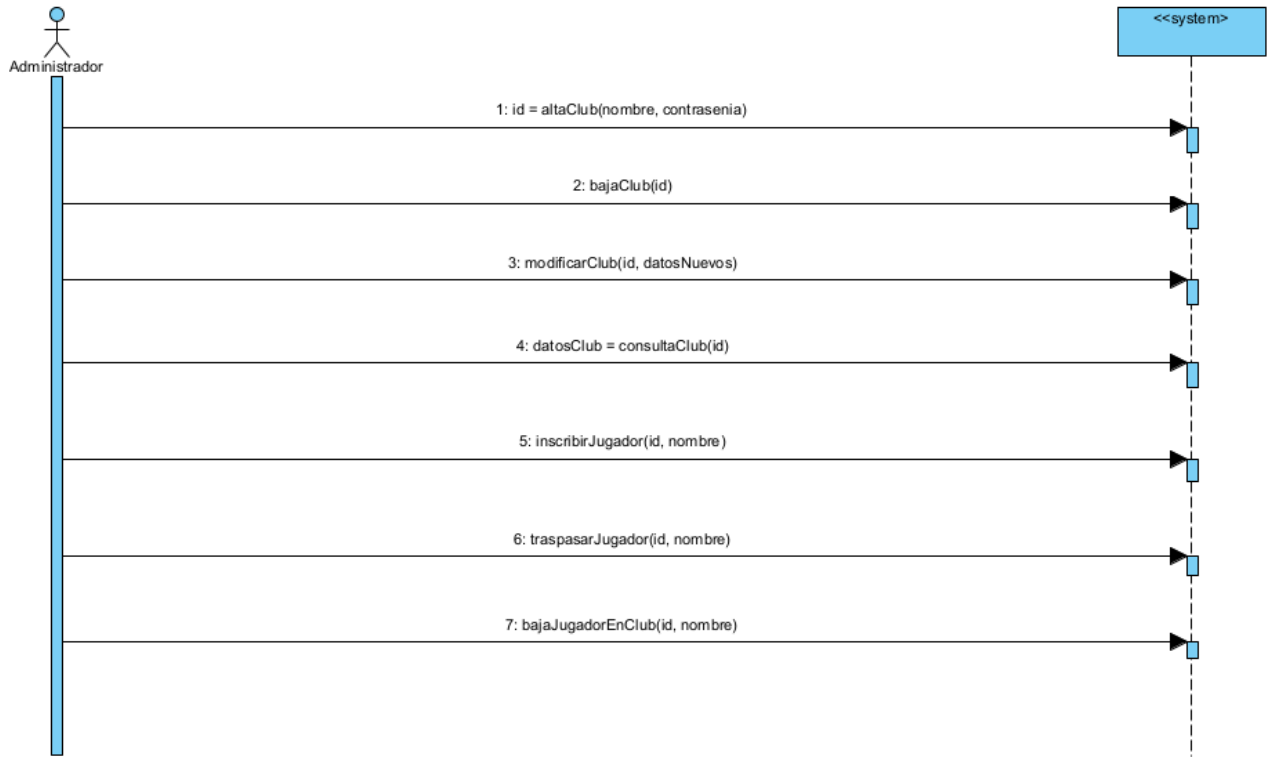 <<system>>
Administrador
1: id = altaClub(nombre, contrasenia)
2: bajaClub(id)
3: modificarClub(id, datosNuevos)
4: datosClub = consultaClub(id)
5: inscribirJugador(id, nombre)
6: traspasarJugador(id, nombre)
7: bajaJugadorEnClub(id, nombre)